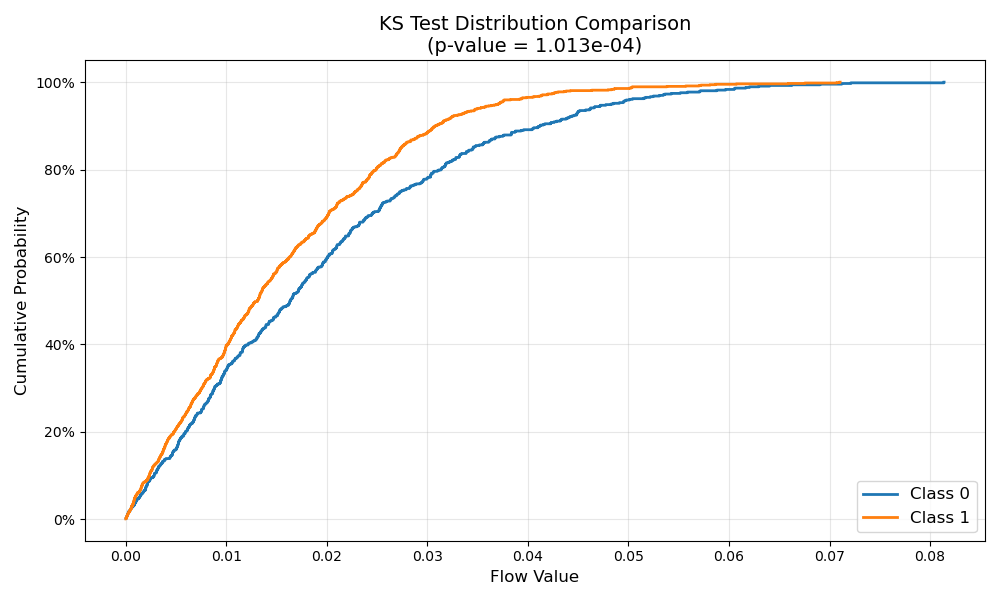 KS Test Distribution Comparison
(p-value = 1.013e-04)
Cumulative Probability
100%
80%
60%
40%
20%
0%
0.00 0.01 0.02 0.03 0.04 0.05 0.06 0.07 0.08
Flow Value
Class 0
Class 1